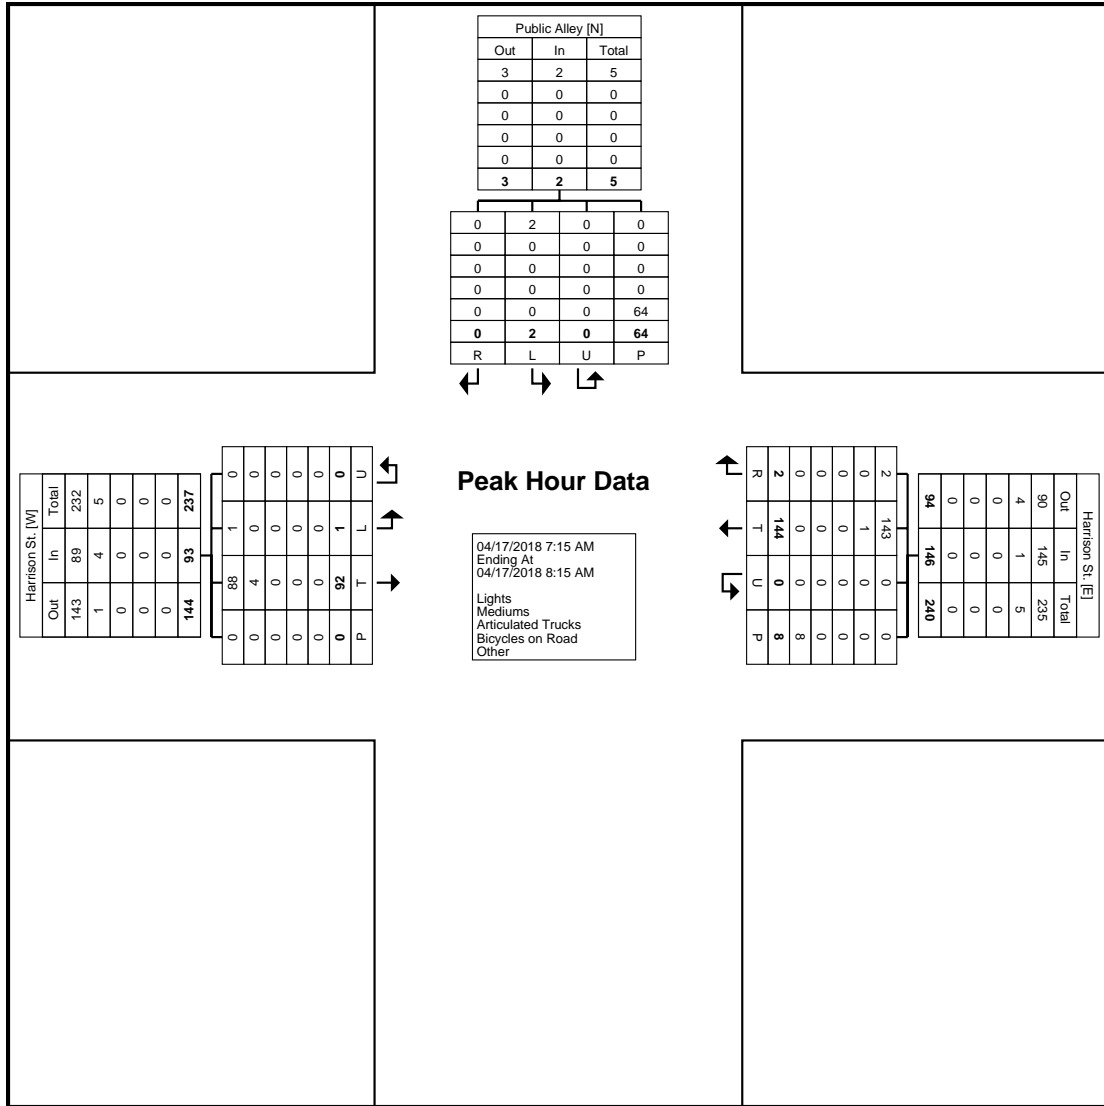 Public Alley [N]
Out In Total
3 2 5
0 0 0
0 0 0
0 0 0
0 0 0
3 2 5
0 2 0 0
0 0 0 0
0 0 0 0
0 0 0 0
0 0 0 64
0 2 0 64
R L U P
Harrison St. [W]
Out In Total
143 89 232
1 4 5
0 0 0
0 0 0
0 0 0
144 93 237
0 88 1 0
0 4 0 0
0 0 0 0
0 0 0 0
0 0 0 0
0 92 1 0
P T L U
Peak Hour Data
04/17/2018 7:15 AM
Ending At
04/17/2018 8:15 AM
Lights
Mediums
Articulated Trucks
Bicycles on Road
Other
Harrison St. [E]
Out In Total
90 145 235
4 1 5
0 0 0
0 0 0
0 0 0
94 146 240
2 143 0 0
0 1 0 0
0 0 0 0
0 0 0 0
0 0 0 8
2 144 0 8
R T U P